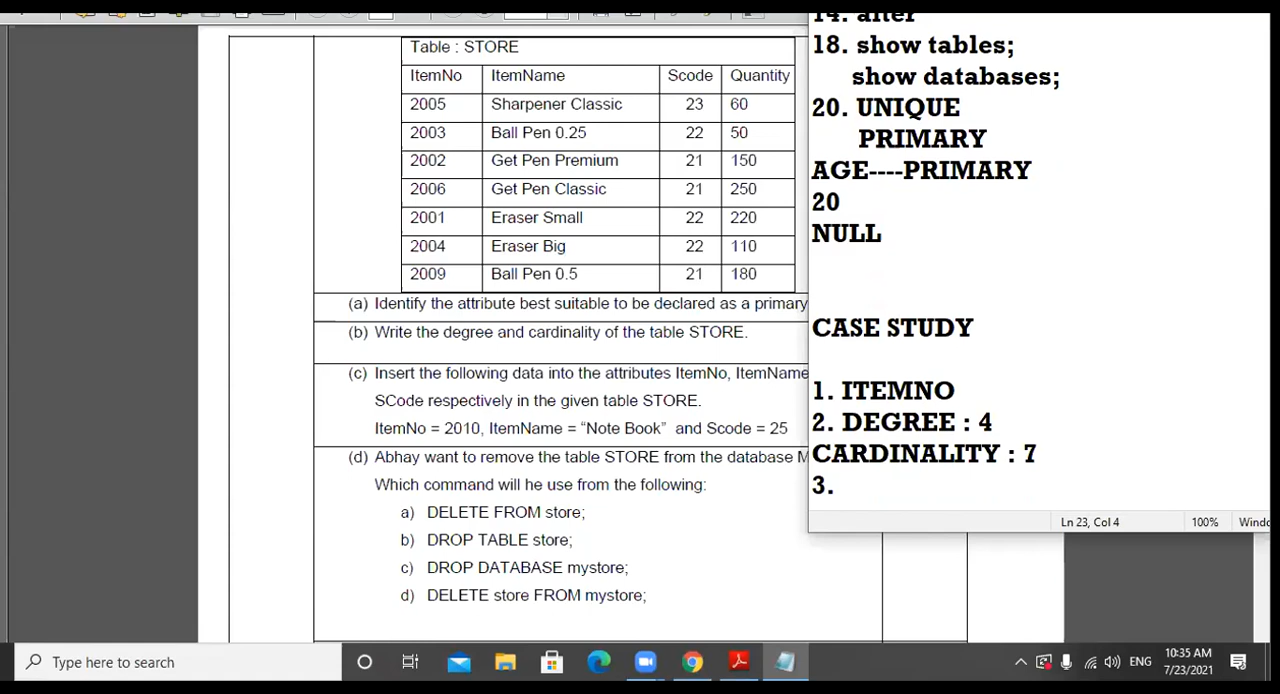 Table : STORE
ItemNo ItemName Scode Quantity
2005 Sharpener Classic 23 60
2003 Ball Pen 0.25 22 50
2002 Get Pen Premium 21 150
2006 Get Pen Classic 21 250
2001 Eraser Small 22 220
2004 Eraser Big 22 110
2009 Ball Pen 0.5 21 180
(a) Identify the attribute best suitable to be declared as a primary
(b) Write the degree and cardinality of the table STORE.
(c) Insert the following data into the attributes ItemNo, ItemName
SCode respectively in the given table STORE.
ItemNo = 2010, ItemName = “Note Book” and Scode = 25
(d) Abhay want to remove the table STORE from the database M
Which command will he use from the following:
a) DELETE FROM store;
b) DROP TABLE store;
c) DROP DATABASE mystore;
d) DELETE store FROM mystore;
14. alter
18. show tables;
show databases;
20. UNIQUE
PRIMARY
AGE----PRIMARY
20
NULL
CASE STUDY
1. ITEMNO
2. DEGREE : 4
CARDINALITY : 7
3.
Ln 23, Col 4 100% Windo
Type here to search
ENG
10:35 AM
7/23/2021